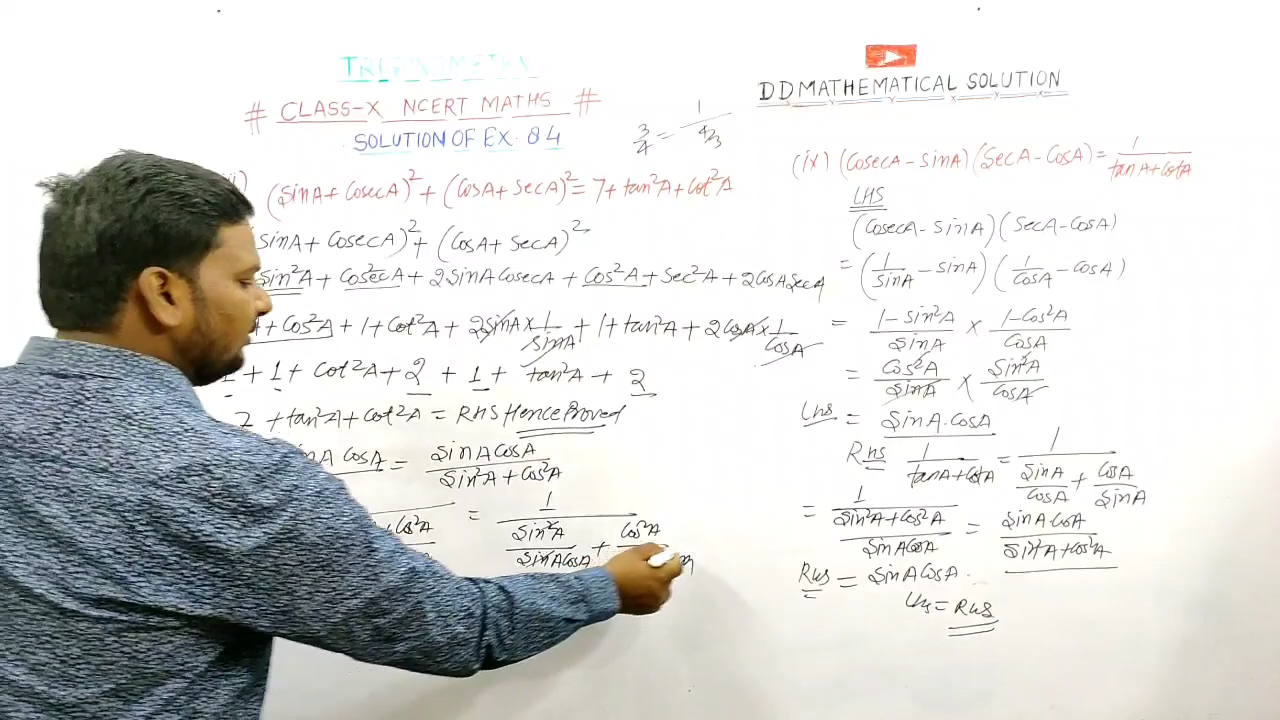 TRIGONOMETRY
# CLASS-X NCERT MATHS #
SOLUTION OF EX. 8.4
3/4 = 1/(4/3)
(sinA + cosecA)² + (cosA + secA)² = 7 + tan²A + cot²A
sinA + cosecA)² + (cosA + secA)²
sin²A + cosec²A + 2sinA cosecA + cos²A + sec²A + 2cosA secA
+ cos²A + 1 + cot²A + 2sinA × 1/sinA + 1 + tan²A + 2cosA × 1/cosA
1 + 1 + cot²A + 2 + 1 + tan²A + 2
7 + tan²A + cot²A = RHS Hence Proved
sinA cosA = sinA cosA/sin²A + cos²A
cos²A = 1/(sin²A/sinA cosA + cos²A/
DDMATHEMATICAL SOLUTION
(ix) (cosecA - sinA)(secA - cosA) = 1/tanA + cotA
LHS
(cosecA - sinA)(secA - cosA)
= (1/sinA - sinA)(1/cosA - cosA)
= 1 - sin²A/sinA × 1 - cos²A/cosA
= cos²A/sinA × sin²A/cosA
LHS = sinA.cosA
RHS 1/tanA + cotA = 1/(sinA/cosA + cosA/sinA)
= 1/(sin²A + cos²A/sinA cosA) = sinA cosA/sin²A + cos²A
RHS = sinA cosA.
LHS = RHS